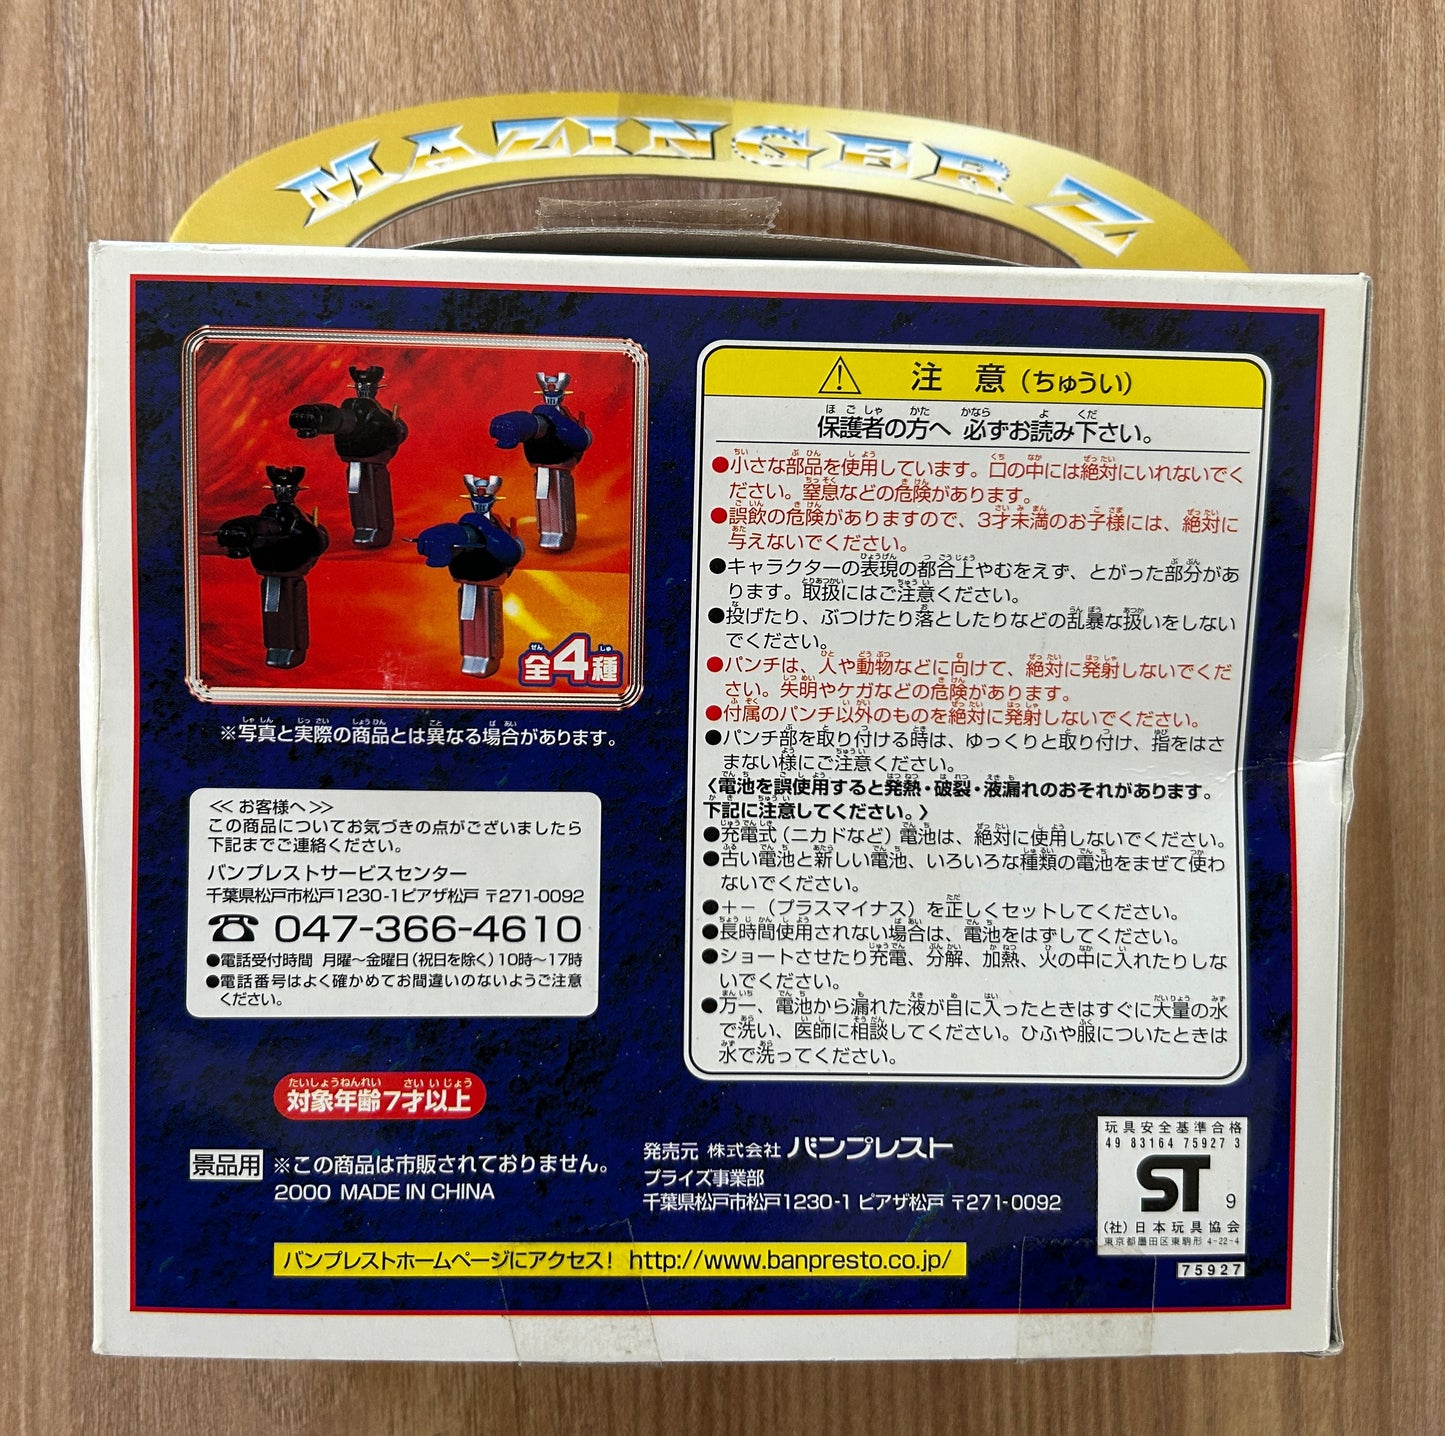 MAZINGER Z
全4種
※写真と実際の商品とは異なる場合があります。
≪ お客様へ ≫
この商品についてお気づきの点がございましたら
下記までご連絡ください。
バンプレストサービスセンター
千葉県松戸市松戸1230-1ピアザ松戸 〒271-0092
☎ 047-366-4610
●電話受付時間 月曜〜金曜日(祝日を除く)10時〜17時
●電話番号はよく確かめてお間違いのないようご注意
ください。
対象年齢7才以上
景品用 ※この商品は市販されておりません。
2000 MADE IN CHINA
⚠ 注意(ちゅうい)
保護者の方へ 必ずお読み下さい。
●小さな部品を使用しています。口の中には絶対にいれないでく
ださい。窒息などの危険があります。
●誤飲の危険がありますので、3才未満のお子様には、絶対に
与えないでください。
●キャラクターの表現の都合上やむをえず、とがった部分があ
ります。取扱にはご注意ください。
●投げたり、ぶつけたり落としたりなどの乱暴な扱いをしない
でください。
●パンチは、人や動物などに向けて、絶対に発射しないでくだ
さい。失明やケガなどの危険があります。
●付属のパンチ以外のものを絶対に発射しないでください。
●パンチ部を取り付ける時は、ゆっくりと取り付け、指をはさ
まない様にご注意ください。
〈電池を誤使用すると発熱・破裂・液漏れのおそれがあります。
下記に注意してください。〉
●充電式(ニカドなど)電池は、絶対に使用しないでください。
●古い電池と新しい電池、いろいろな種類の電池をまぜて使わ
ないでください。
●+−(プラスマイナス)を正しくセットしてください。
●長時間使用されない場合は、電池をはずしてください。
●ショートさせたり充電、分解、加熱、火の中に入れたりしな
いでください。
●万一、電池から漏れた液が目に入ったときはすぐに大量の水
で洗い、医師に相談してください。ひふや服についたときは
水で洗ってください。
発売元 株式会社 バンプレスト
プライズ事業部
千葉県松戸市松戸1230-1 ピアザ松戸 〒271-0092
バンプレストホームページにアクセス! http://www.banpresto.co.jp/
玩具安全基準合格
49 83164 75927 3
ST 9
(社)日本玩具協会
東京都墨田区東駒形 4-22-4
75927